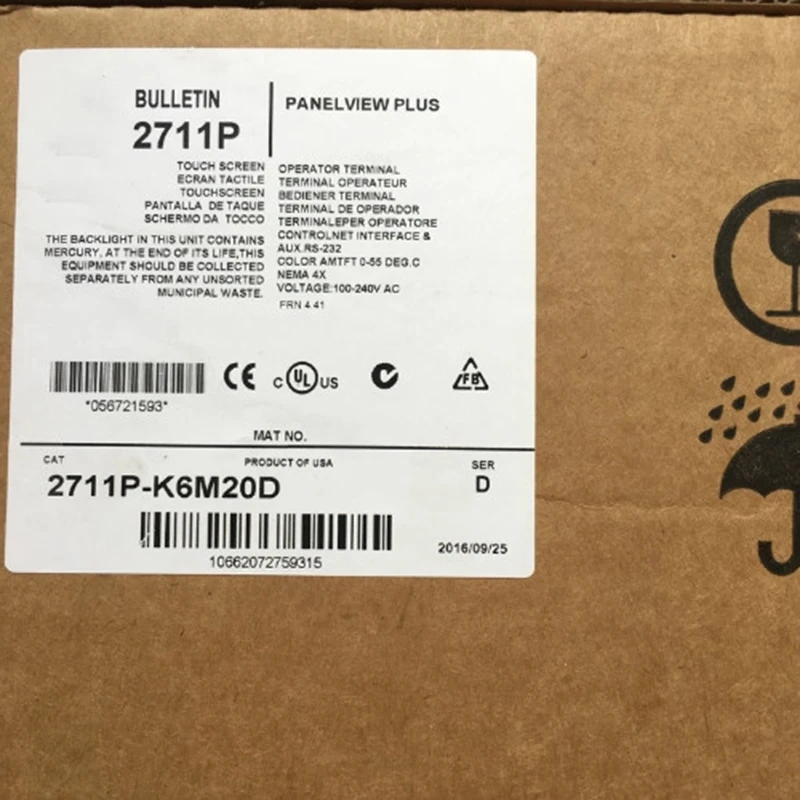 BULLETIN
2711P
PANELVIEW PLUS
TOUCH SCREEN
ECRAN TACTILE
TOUCHSCREEN
PANTALLA DE TAQUE
SCHERMO DA TOCCO
THE BACKLIGHT IN THIS UNIT CONTAINS
MERCURY, AT THE END OF ITS LIFE,THIS
EQUIPMENT SHOULD BE COLLECTED
SEPARATELY FROM ANY UNSORTED
MUNICIPAL WASTE.
OPERATOR TERMINAL
TERMINAL OPERATEUR
BEDIENER TERMINAL
TERMINAL DE OPERADOR
TERMINALEPER OPERATORE
CONTROLNET INTERFACE &
AUX.RS-232
COLOR AMTFT 0-55 DEG.C
NEMA 4X
VOLTAGE:100-240V AC
FRN 4.41
*056721593*
CE
C UL US
FB
MAT NO.
CAT
PRODUCT OF USA
SER
2711P-K6M20D
D
10662072759315
2016/09/25